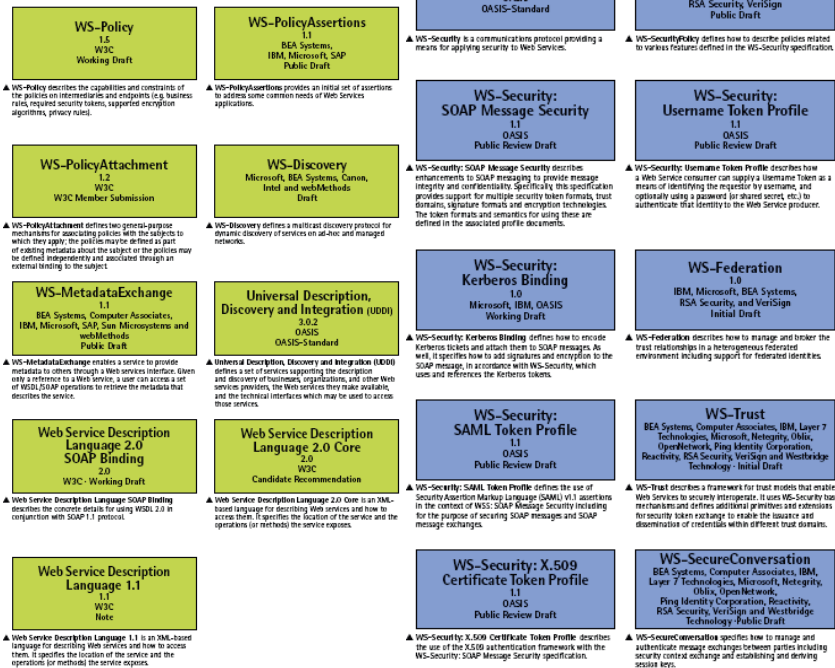 WS-Policy
1.5
W3C
Working Draft
▲ WS-Policy describes the capabilities and constraints of
the policies on intermediaries and endpoints (e.g. business
rules, required security tokens, supported encryption
algorithms, privacy rules).
WS-PolicyAssertions
1.1
BEA Systems,
IBM, Microsoft, SAP
Public Draft
▲ WS-PolicyAssertions provides an initial set of assertions
to address some common needs of Web Services
applications.
WS-PolicyAttachment
1.2
W3C
W3C Member Submission
▲ WS-PolicyAttachment defines two general-purpose
mechanisms for associating policies with the subjects to
which they apply; the policies may be defined as part
of existing metadata about the subject or the policies may
be defined independently and associated through an
external binding to the subject.
WS-Discovery
Microsoft, BEA Systems, Canon,
Intel and webMethods
Draft
▲ WS-Discovery defines a multicast discovery protocol for
dynamic discovery of services on ad-hoc and managed
networks.
WS-MetadataExchange
1.1
BEA Systems, Computer Associates,
IBM, Microsoft, SAP, Sun Microsystems and
webMethods
Public Draft
▲ WS-MetadataExchange enables a service to provide
metadata to others through a Web services interface. Given
only a reference to a Web service, a user can access a set
of WSDL/SOAP operations to retrieve the metadata that
describes the service.
Universal Description,
Discovery and Integration (UDDI)
3.0.2
OASIS
OASIS-Standard
▲ Universal Description, Discovery and Integration (UDDI)
defines a set of services supporting the description
and discovery of businesses, organizations, and other Web
services providers, the Web services they make available,
and the technical interfaces which may be used to access
those services.
Web Service Description
Language 2.0
SOAP Binding
2.0
W3C · Working Draft
▲ Web Service Description Language SOAP Binding
describes the concrete details for using WSDL 2.0 in
conjunction with SOAP 1.1 protocol.
Web Service Description
Language 2.0 Core
2.0
W3C
Candidate Recommendation
▲ Web Service Description Language 2.0 Core is an XML-
based language for describing Web services and how to
access them. It specifies the location of the service and the
operations (or methods) the service exposes.
Web Service Description
Language 1.1
1.1
W3C
Note
▲ Web Service Description Language 1.1 is an XML-based
language for describing Web services and how to access
them. It specifies the location of the service and the
operations (or methods) the service exposes.
OASIS-Standard
▲ WS-Security is a communications protocol providing a
means for applying security to Web Services.
RSA Security, VeriSign
Public Draft
▲ WS-SecurityPolicy defines how to describe policies related
to various features defined in the WS-Security specification.
WS-Security:
SOAP Message Security
1.1
OASIS
Public Review Draft
▲ WS-Security: SOAP Message Security describes
enhancements to SOAP messaging to provide message
integrity and confidentiality. Specifically, this specification
provides support for multiple security token formats, trust
domains, signature formats and encryption technologies.
The token formats and semantics for using these are
defined in the associated profile documents.
WS-Security:
Username Token Profile
1.1
OASIS
Public Review Draft
▲ WS-Security: Username Token Profile describes how
a Web Service consumer can supply a Username Token as a
means of identifying the requestor by username, and
optionally using a password (or shared secret, etc.) to
authenticate that identity to the Web Service producer.
WS-Security:
Kerberos Binding
1.0
Microsoft, IBM, OASIS
Working Draft
▲ WS-Security: Kerberos Binding defines how to encode
Kerberos tickets and attach them to SOAP messages. As
well, it specifies how to add signatures and encryption to the
SOAP message, in accordance with WS-Security, which
uses and references the Kerberos tokens.
WS-Federation
1.0
IBM, Microsoft, BEA Systems,
RSA Security, and VeriSign
Initial Draft
▲ WS-Federation describes how to manage and broker the
trust relationships in a heterogeneous federated
environment including support for federated identities.
WS-Security:
SAML Token Profile
1.1
OASIS
Public Review Draft
▲ WS-Security: SAML Token Profile defines the use of
Security Assertion Markup Language (SAML) v1.1 assertions
in the context of WSS: SOAP Message Security including
for the purpose of securing SOAP messages and SOAP
message exchanges.
WS-Trust
BEA Systems, Computer Associates, IBM, Layer 7
Technologies, Microsoft, Netegrity, Oblix,
OpenNetwork, Ping Identity Corporation,
Reactivity, RSA Security, VeriSign and Westbridge
Technology · Initial Draft
▲ WS-Trust describes a framework for trust models that enable
Web Services to securely interoperate. It uses WS-Security bas
mechanisms and defines additional primitives and extensions
for security token exchange to enable the issuance and
dissemination of credentials within different trust domains.
WS-Security: X.509
Certificate Token Profile
1.1
OASIS
Public Review Draft
▲ WS-Security: X.509 Certificate Token Profile describes
the use of the X.509 authentication framework with the
WS-Security: SOAP Message Security specification.
WS-SecureConversation
BEA Systems, Computer Associates, IBM,
Layer 7 Technologies, Microsoft, Netegrity,
Oblix, OpenNetwork,
Ping Identity Corporation, Reactivity,
RSA Security, VeriSign and Westbridge
Technology · Public Draft
▲ WS-SecureConversation specifies how to manage and
authenticate message exchanges between parties including
security context exchange and establishing and deriving
session keys.